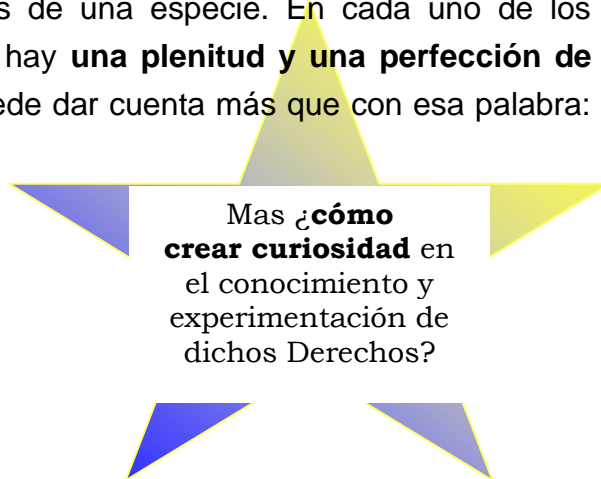 s de una especie. En cada uno de los
hay una plenitud y una perfección de
ede dar cuenta más que con esa palabra:
Mas ¿cómo
crear curiosidad en
el conocimiento y
experimentación de
dichos Derechos?